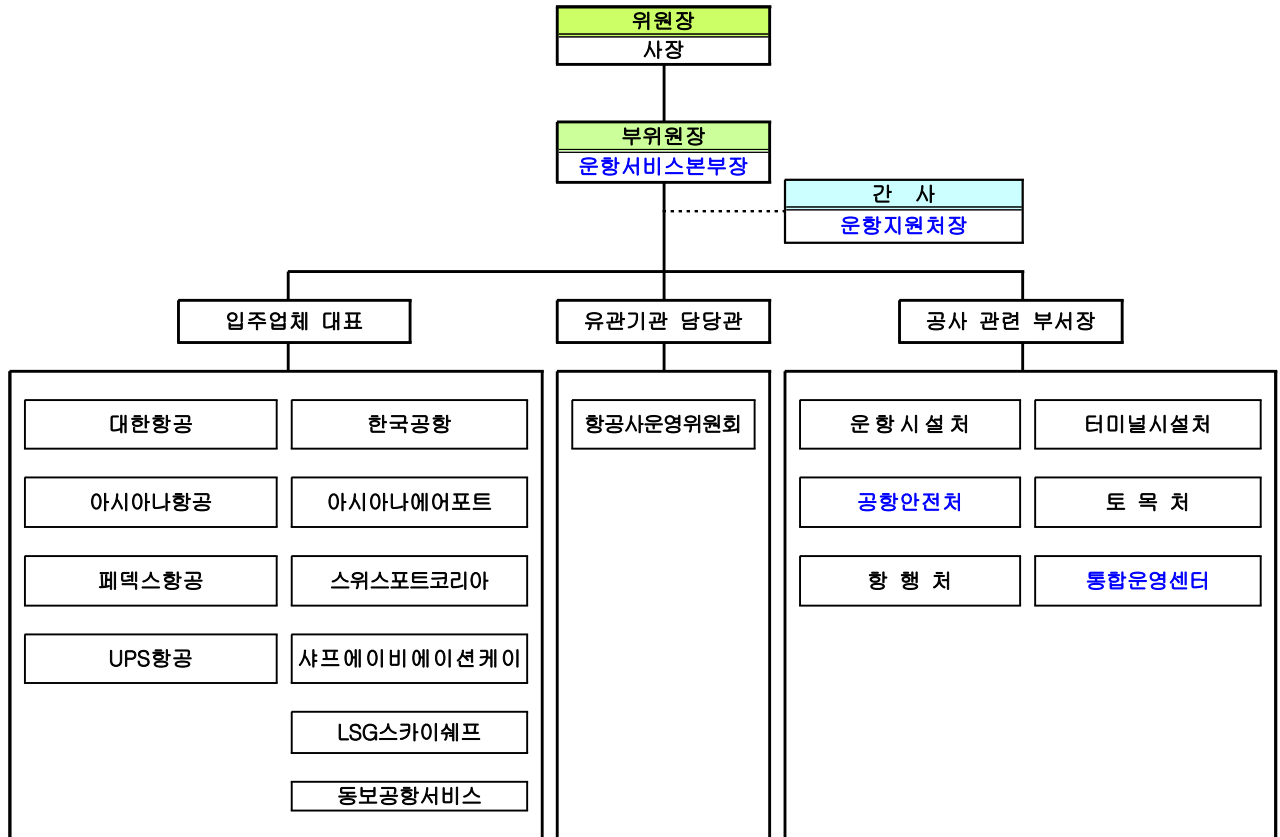 위원장
사장
부위원장
운항서비스본부장
간 사
운항지원처장
입주업체 대표
유관기관 담당관
공사 관련 부서장
대한항공
한국공항
아시아나항공
아시아나에어포트
페덱스항공
스위스포트코리아
UPS항공
샤프에이비에이션케이
LSG스카이쉐프
동보공항서비스
항공사운영위원회
운항시설처
터미널시설처
공항안전처
토 목 처
항 행 처
통합운영센터